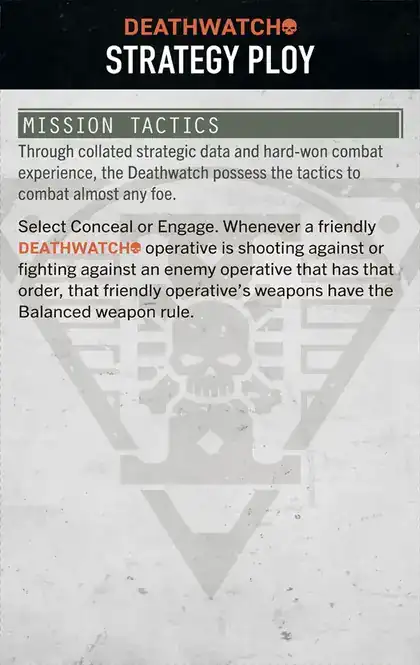 DEATHWATCH
STRATEGY PLOY
MISSION TACTICS
Through collated strategic data and hard-won combat
experience, the Deathwatch possess the tactics to
combat almost any foe.
Select Conceal or Engage. Whenever a friendly
DEATHWATCH operative is shooting against or
fighting against an enemy operative that has that
order, that friendly operative’s weapons have the
Balanced weapon rule.